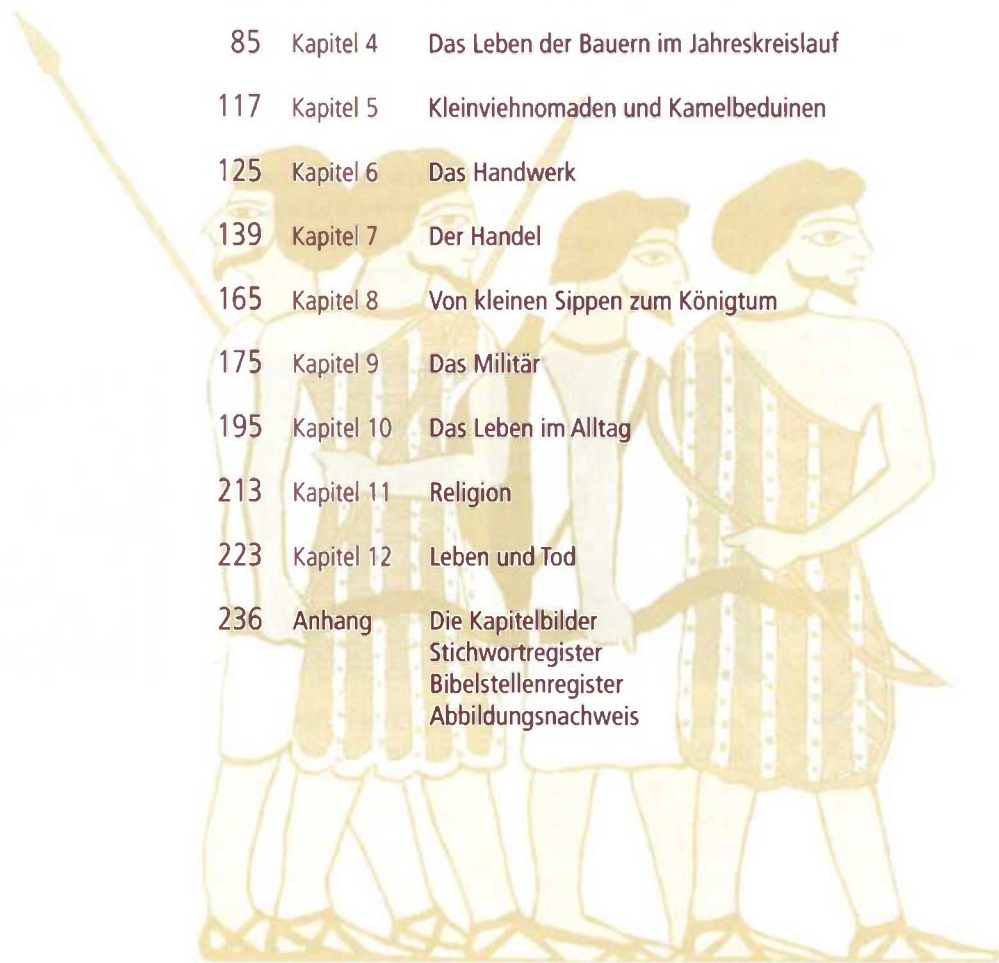 85 Kapitel 4 Das Leben der Bauern im Jahreskreislauf
117 Kapitel 5 Kleinviehnomaden und Kamelbeduinen
125 Kapitel 6 Das Handwerk
139 Kapitel 7 Der Handel
165 Kapitel 8 Von kleinen Sippen zum Königtum
175 Kapitel 9 Das Militär
195 Kapitel 10 Das Leben im Alltag
213 Kapitel 11 Religion
223 Kapitel 12 Leben und Tod
236 Anhang Die Kapitelbilder
Stichwortregister
Bibelstellenregister
Abbildungsnachweis